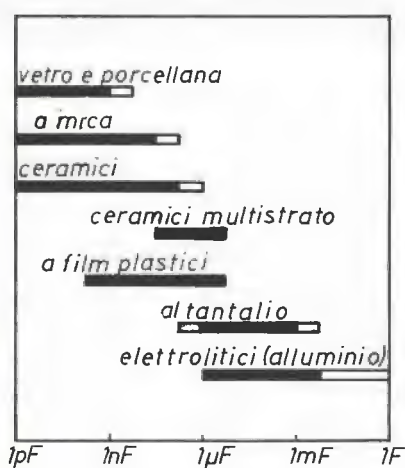 vetro e porcellana
a mrca
ceramici
ceramici multistrato
a film plastici
al tantalio
elettrolitici (alluminio)
1pF 1nF 1µF 1mF 1F